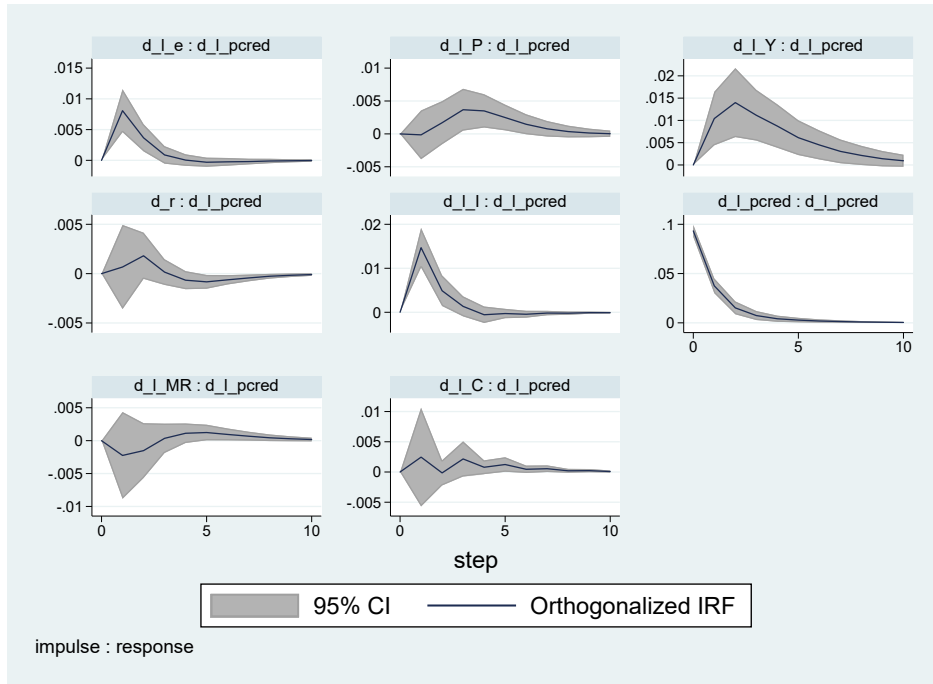 d_l_e : d_l_pcred
.015
.01
.005
0
d_l_P : d_l_pcred
.01
.005
0
-.005
d_l_Y : d_l_pcred
.02
.015
.01
.005
0
d_r : d_l_pcred
.005
0
-.005
d_l_I : d_l_pcred
.02
.01
0
d_l_pcred : d_l_pcred
.1
.05
0
0 5 10
d_l_MR : d_l_pcred
.005
0
-.005
-.01
0 5 10
d_l_C : d_l_pcred
.01
.005
0
-.005
0 5 10
step
95% CI Orthogonalized IRF
impulse : response